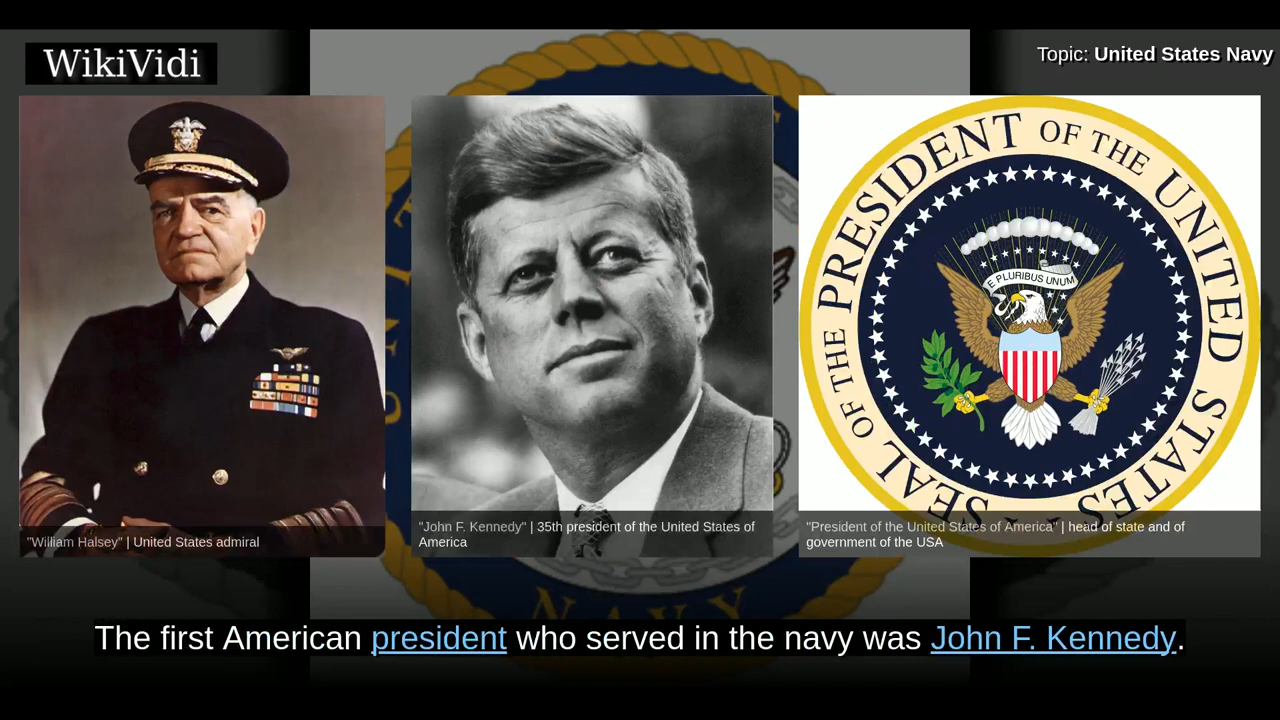 WikiVidi
Topic: United States Navy
SEAL OF THE PRESIDENT OF THE UNITED STATES
E PLURIBUS UNUM
"William Halsey" | United States admiral
"John F. Kennedy" | 35th president of the United States of
America
"President of the United States of America" | head of state and of
government of the USA
NAVY
The first American president who served in the navy was John F. Kennedy.